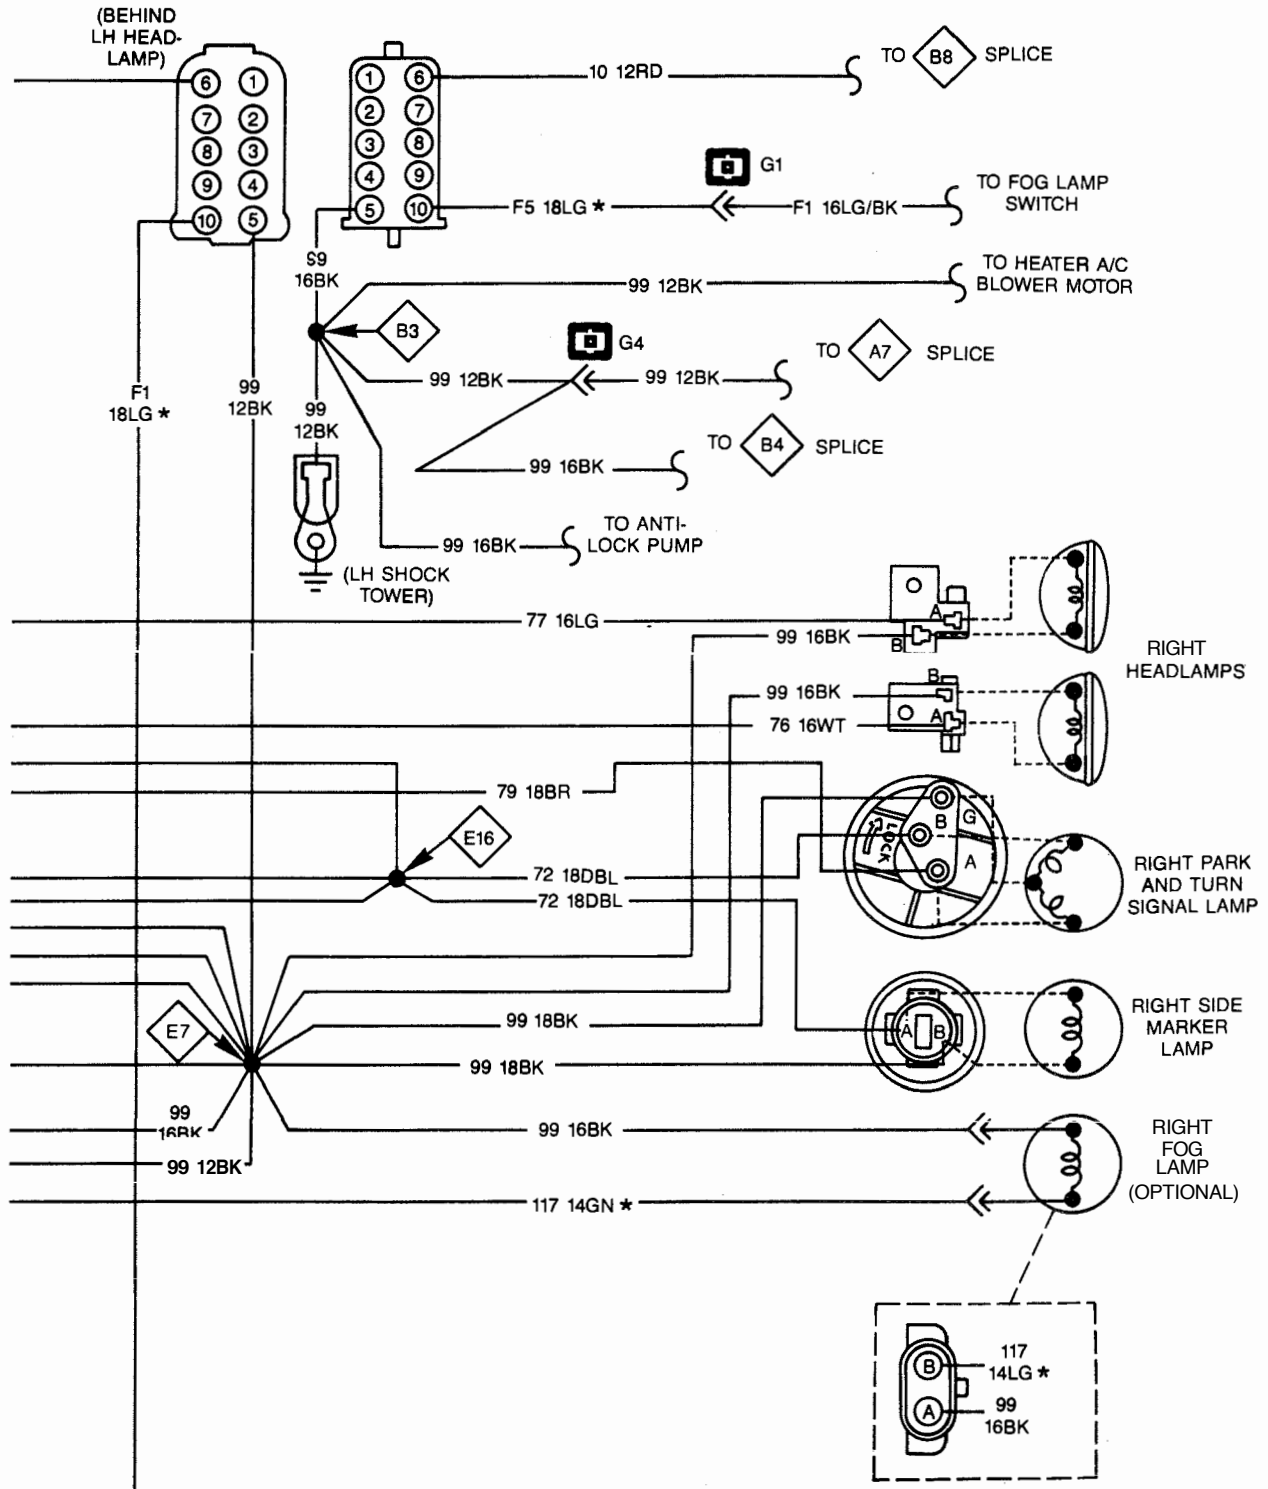 (BEHIND
LH HEAD-
LAMP)
6 1
7 2
8 3
9 4
10 5
1 6
2 7
3 8
4 9
5 10
10 12RD
TO B8 SPLICE
G1
F5 18LG *
F1 16LG/BK
TO FOG LAMP
SWITCH
S9
16BK
99 12BK
TO HEATER A/C
BLOWER MOTOR
B3
G4
99 12BK
99 12BK
TO A7 SPLICE
F1
18LG *
99
12BK
99
12BK
99 16BK
TO B4 SPLICE
99 16BK
TO ANTI-
LOCK PUMP
(LH SHOCK
TOWER)
77 16LG
A
99 16BK
B
RIGHT
HEADLAMPS
B
99 16BK
76 16WT
A
79 18BR
E16
B G
LOCK
A
72 18DBL
72 18DBL
RIGHT PARK
AND TURN
SIGNAL LAMP
E7
99 18BK
99 18BK
A B
RIGHT SIDE
MARKER
LAMP
99
16BK
99 16BK
99 12BK
RIGHT
FOG
LAMP
(OPTIONAL)
117 14GN *
B
117
14LG *
A
99
16BK